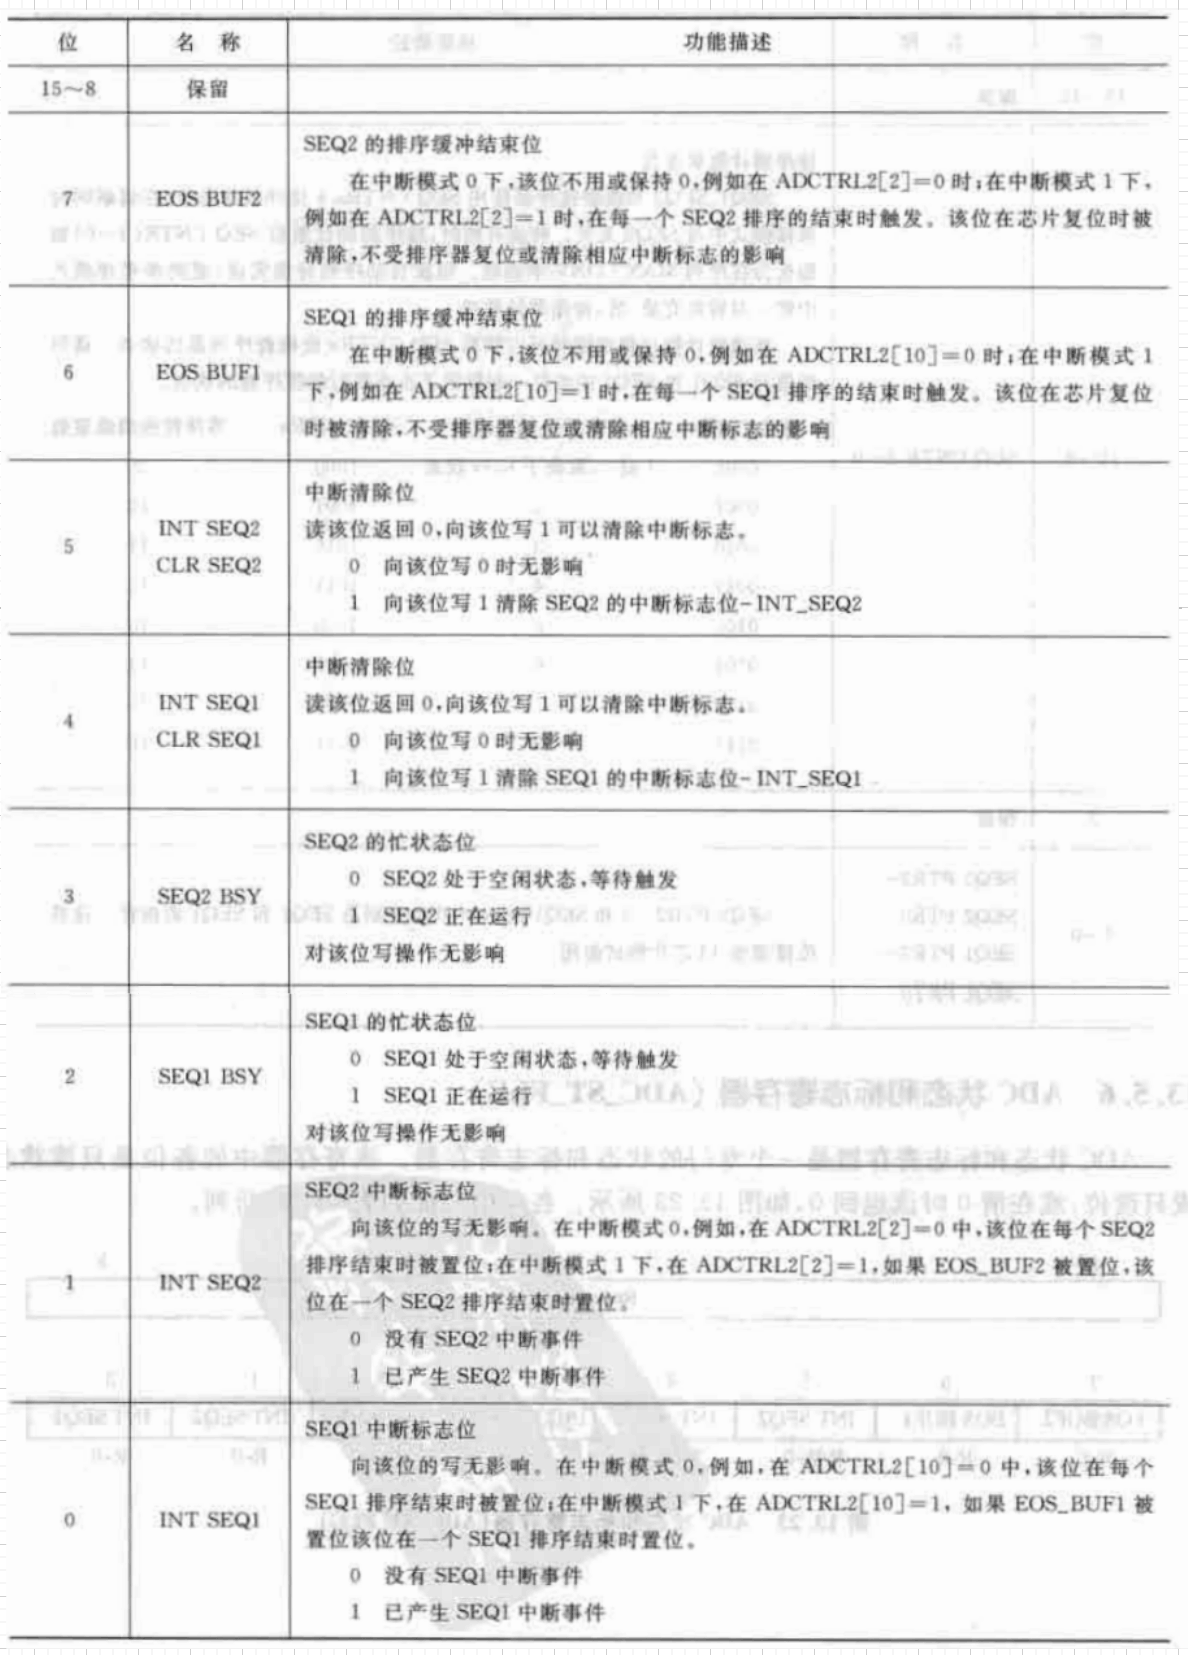 位 名 称 功能描述
15～8 保留
7 EOS BUF2
SEQ2 的排序缓冲结束位
在中断模式 0 下,该位不用或保持 0,例如在 ADCTRL2[2]=0 时;在中断模式 1 下,
例如在 ADCTRL2[2]=1 时,在每一个 SEQ2 排序的结束时触发。该位在芯片复位时被
清除,不受排序器复位或清除相应中断标志的影响
6 EOS BUF1
SEQ1 的排序缓冲结束位
在中断模式 0 下,该位不用或保持 0,例如在 ADCTRL2[10]=0 时;在中断模式 1
下,例如在 ADCTRL2[10]=1 时,在每一个 SEQ1 排序的结束时触发。该位在芯片复位
时被清除,不受排序器复位或清除相应中断标志的影响
5 INT SEQ2
CLR SEQ2
中断清除位
读该位返回 0,向该位写 1 可以清除中断标志。
0 向该位写 0 时无影响
1 向该位写 1 清除 SEQ2 的中断标志位-INT_SEQ2
4 INT SEQ1
CLR SEQ1
中断清除位
读该位返回 0,向该位写 1 可以清除中断标志。
0 向该位写 0 时无影响
1 向该位写 1 清除 SEQ1 的中断标志位-INT_SEQ1
3 SEQ2 BSY
SEQ2 的忙状态位
0 SEQ2 处于空闲状态,等待触发
1 SEQ2 正在运行
对该位写操作无影响
2 SEQ1 BSY
SEQ1 的忙状态位
0 SEQ1 处于空闲状态,等待触发
1 SEQ1 正在运行
对该位写操作无影响
1 INT SEQ2
SEQ2 中断标志位
向该位的写无影响。在中断模式 0,例如,在 ADCTRL2[2]=0 中,该位在每个 SEQ2
排序结束时被置位;在中断模式 1 下,在 ADCTRL2[2]=1,如果 EOS_BUF2 被置位,该
位在一个 SEQ2 排序结束时置位。
0 没有 SEQ2 中断事件
1 已产生 SEQ2 中断事件
0 INT SEQ1
SEQ1 中断标志位
向该位的写无影响。在中断模式 0,例如,在 ADCTRL2[10]=0 中,该位在每个
SEQ1 排序结束时被置位;在中断模式 1 下,在 ADCTRL2[10]=1, 如果 EOS_BUF1 被
置位该位在一个 SEQ1 排序结束时置位。
0 没有 SEQ1 中断事件
1 已产生 SEQ1 中断事件